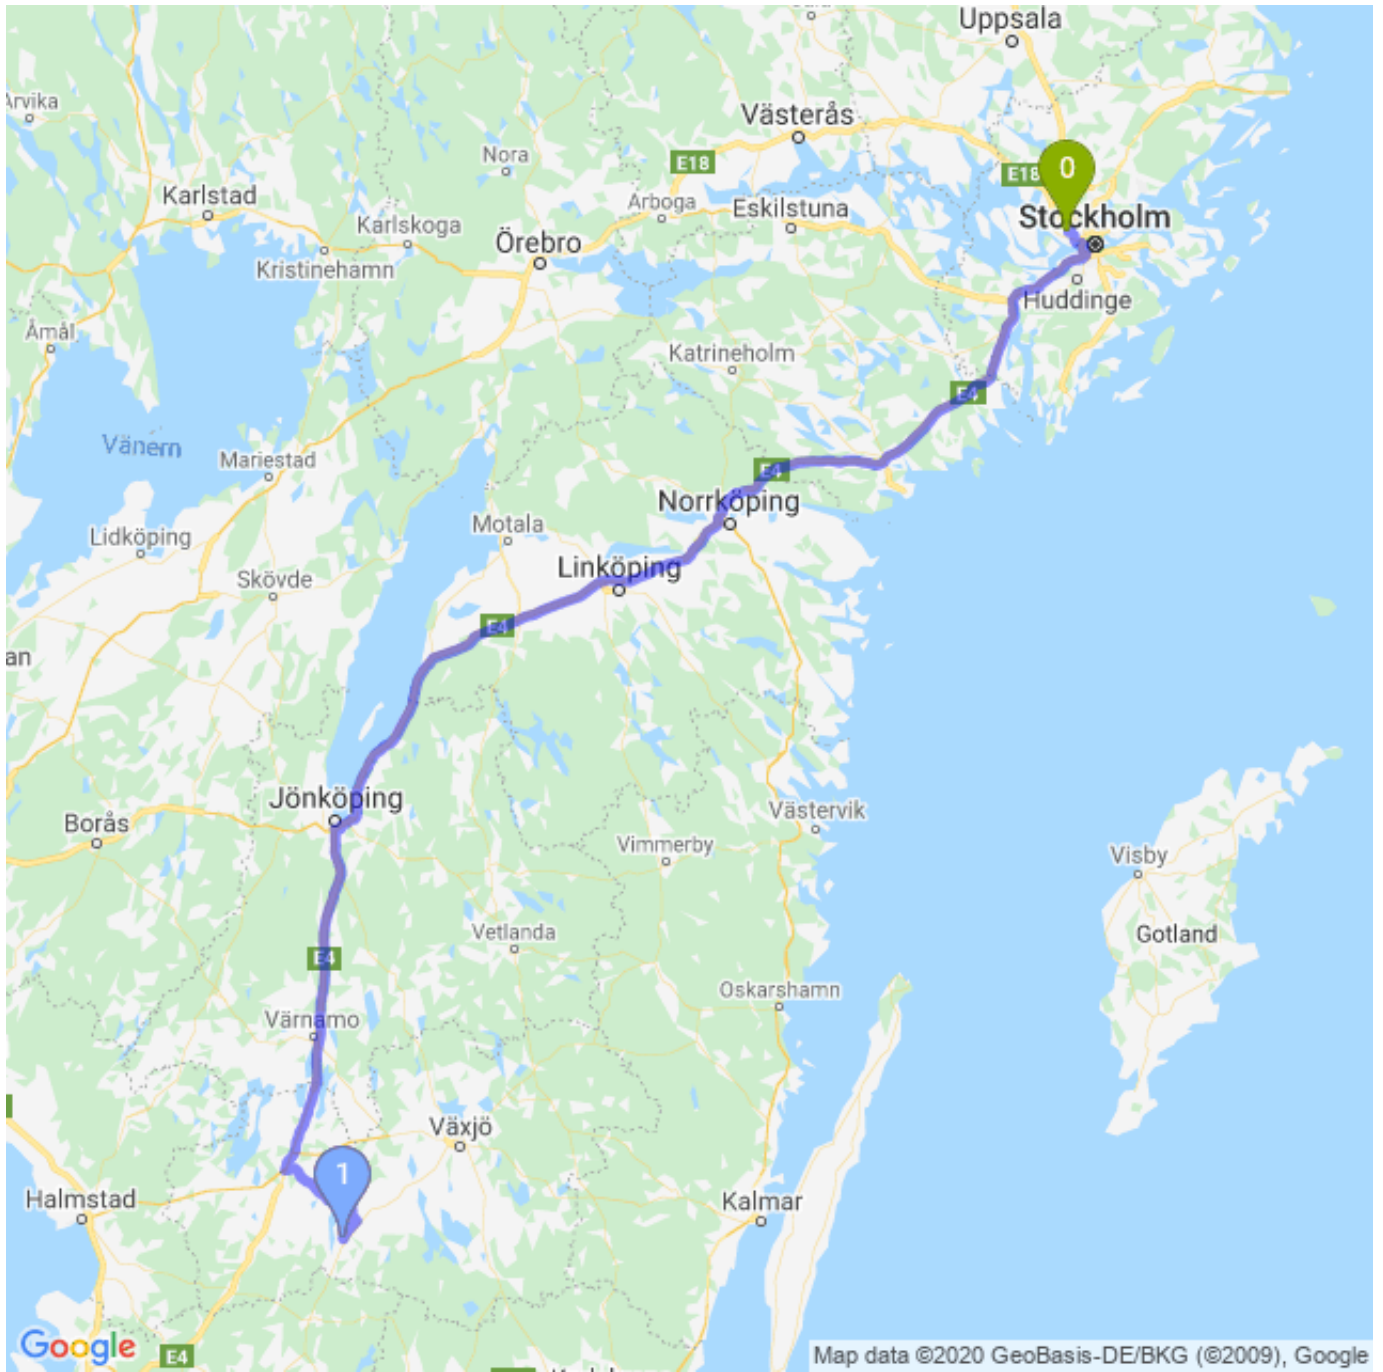 Uppsala
Arvika
Västerås
Nora
E18
E18
0
Karlstad
Arboga
Eskilstuna
Karlskoga
Stockholm
Örebro
Kristinehamn
Huddinge
Åmål
Katrineholm
E4
Vänern
Mariestad
E4
Norrköping
Motala
Lidköping
Linköping
Skövde
E4
an
Jönköping
Västervik
Borås
Vimmerby
Visby
Vetlanda
Gotland
E4
Oskarshamn
Värnamo
Växjö
1
Halmstad
Kalmar
Google
E4
Map data ©2020 GeoBasis-DE/BKG (©2009), Google